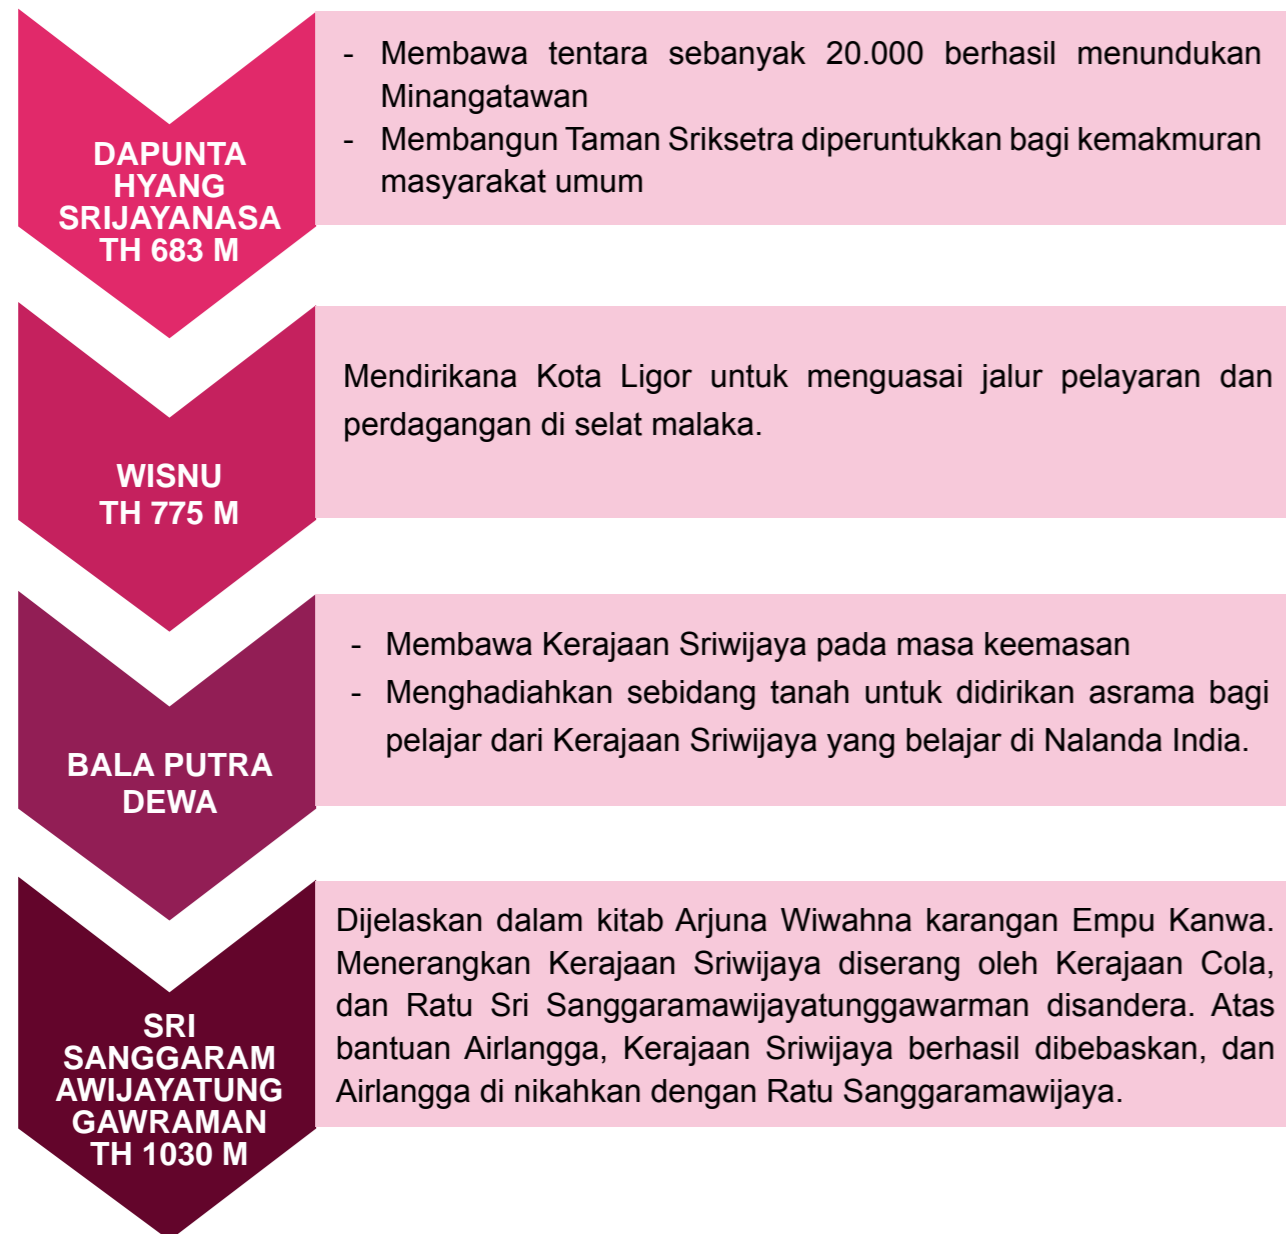 DAPUNTA
HYANG
SRIJAYANASA
TH 683 M
- Membawa tentara sebanyak 20.000 berhasil menundukan
Minangatawan
- Membangun Taman Sriksetra diperuntukkan bagi kemakmuran
masyarakat umum
WISNU
TH 775 M
Mendirikana Kota Ligor untuk menguasai jalur pelayaran dan
perdagangan di selat malaka.
BALA PUTRA
DEWA
- Membawa Kerajaan Sriwijaya pada masa keemasan
- Menghadiahkan sebidang tanah untuk didirikan asrama bagi
pelajar dari Kerajaan Sriwijaya yang belajar di Nalanda India.
SRI
SANGGARAM
AWIJAYATUNG
GAWRAMAN
TH 1030 M
Dijelaskan dalam kitab Arjuna Wiwahna karangan Empu Kanwa.
Menerangkan Kerajaan Sriwijaya diserang oleh Kerajaan Cola,
dan Ratu Sri Sanggaramawijayatunggawarman disandera. Atas
bantuan Airlangga, Kerajaan Sriwijaya berhasil dibebaskan, dan
Airlangga di nikahkan dengan Ratu Sanggaramawijaya.